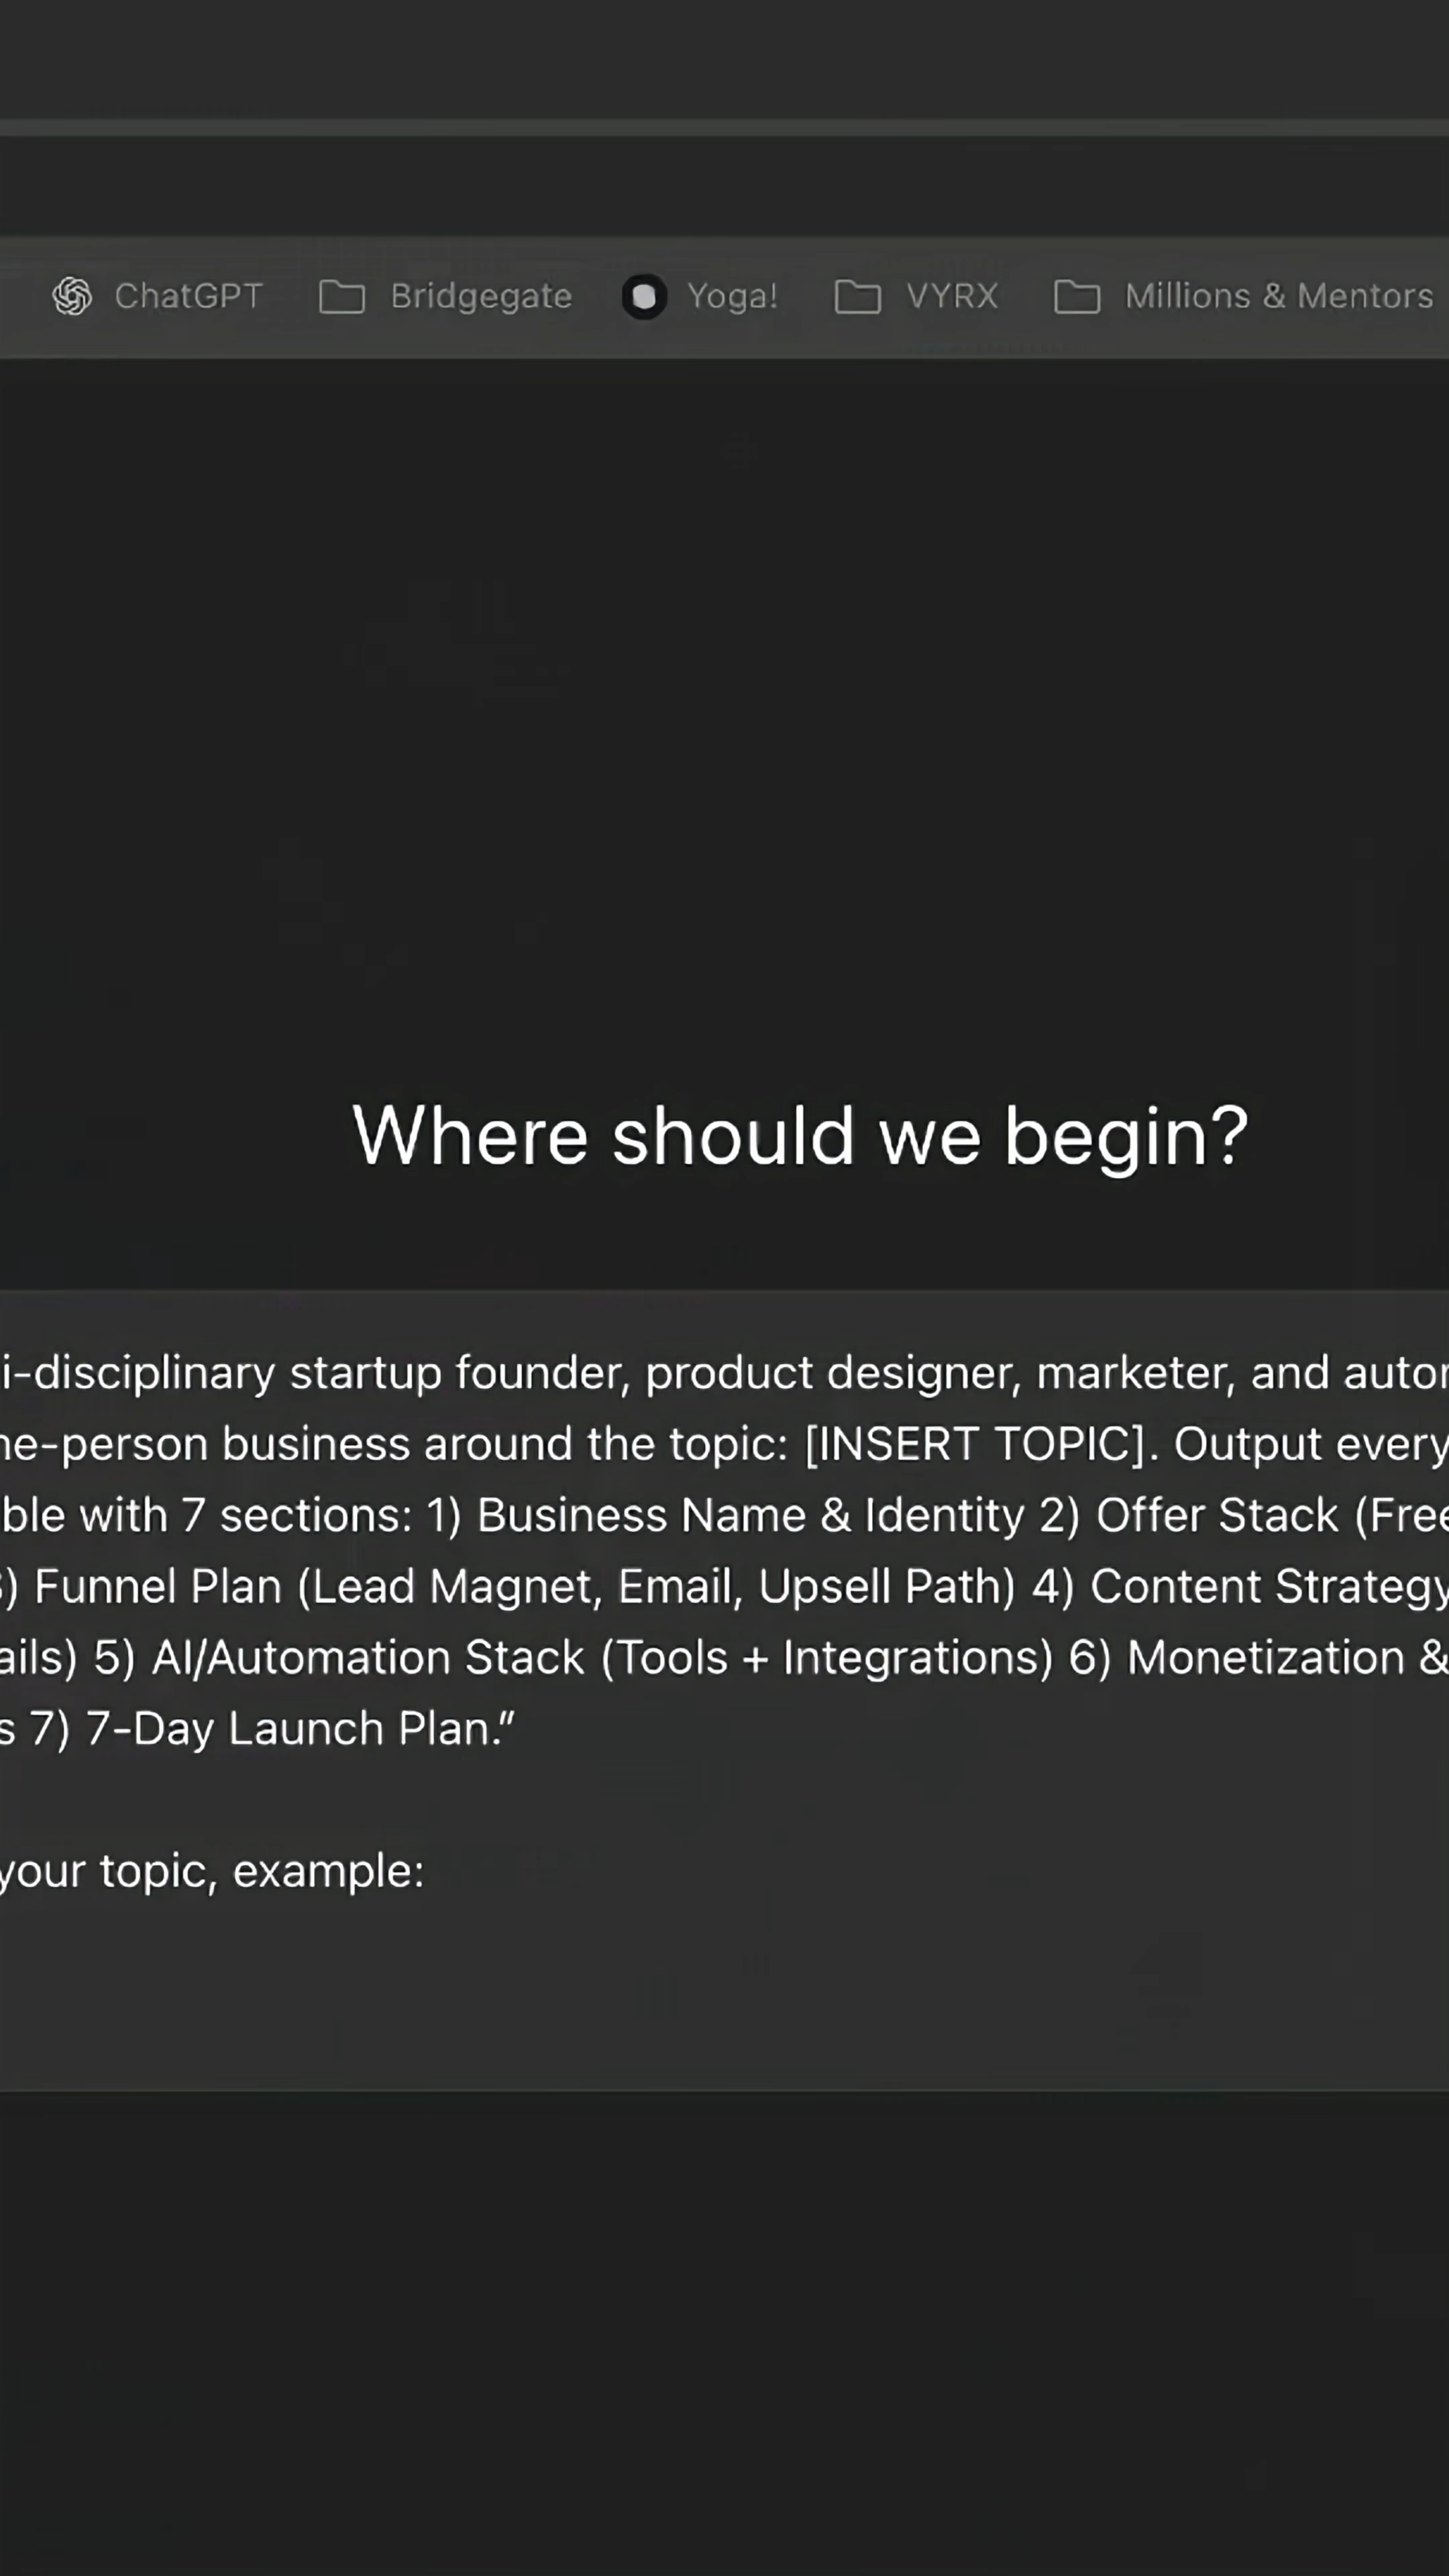 ChatGPT Bridgegate Yoga! VYRX Millions & Mentors
Where should we begin?
i-disciplinary startup founder, product designer, marketer, and autor
ne-person business around the topic: [INSERT TOPIC]. Output every
ble with 7 sections: 1) Business Name & Identity 2) Offer Stack (Free
) Funnel Plan (Lead Magnet, Email, Upsell Path) 4) Content Strategy
ails) 5) AI/Automation Stack (Tools + Integrations) 6) Monetization &
s 7) 7-Day Launch Plan.”
your topic, example: